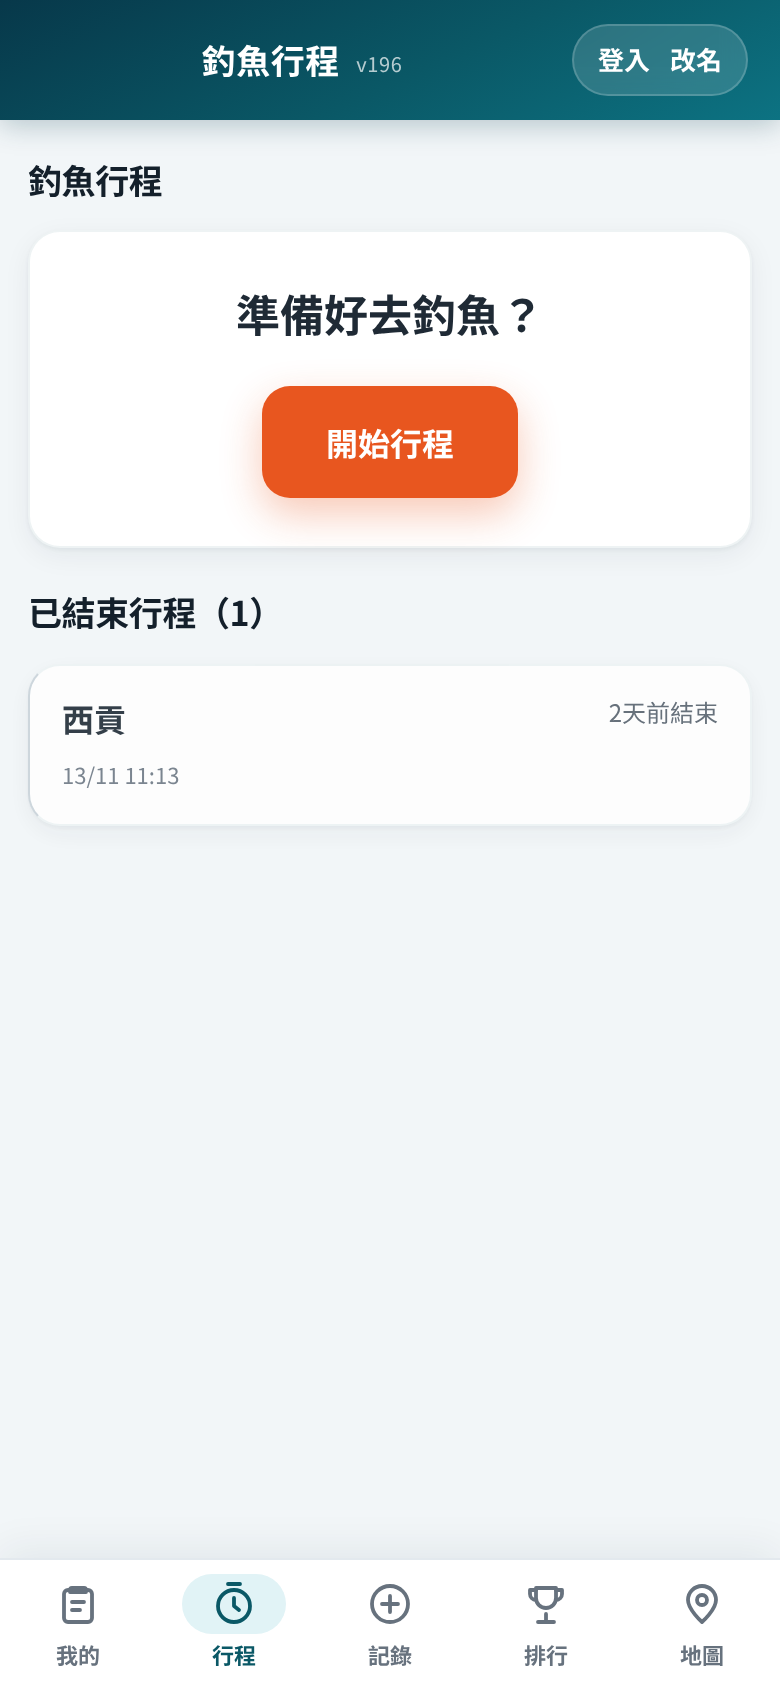 釣魚行程 v196
登入 改名
釣魚行程
準備好去釣魚？
開始行程
已結束行程（1）
西貢
2天前結束
13/11 11:13
我的
行程
記錄
排行
地圖